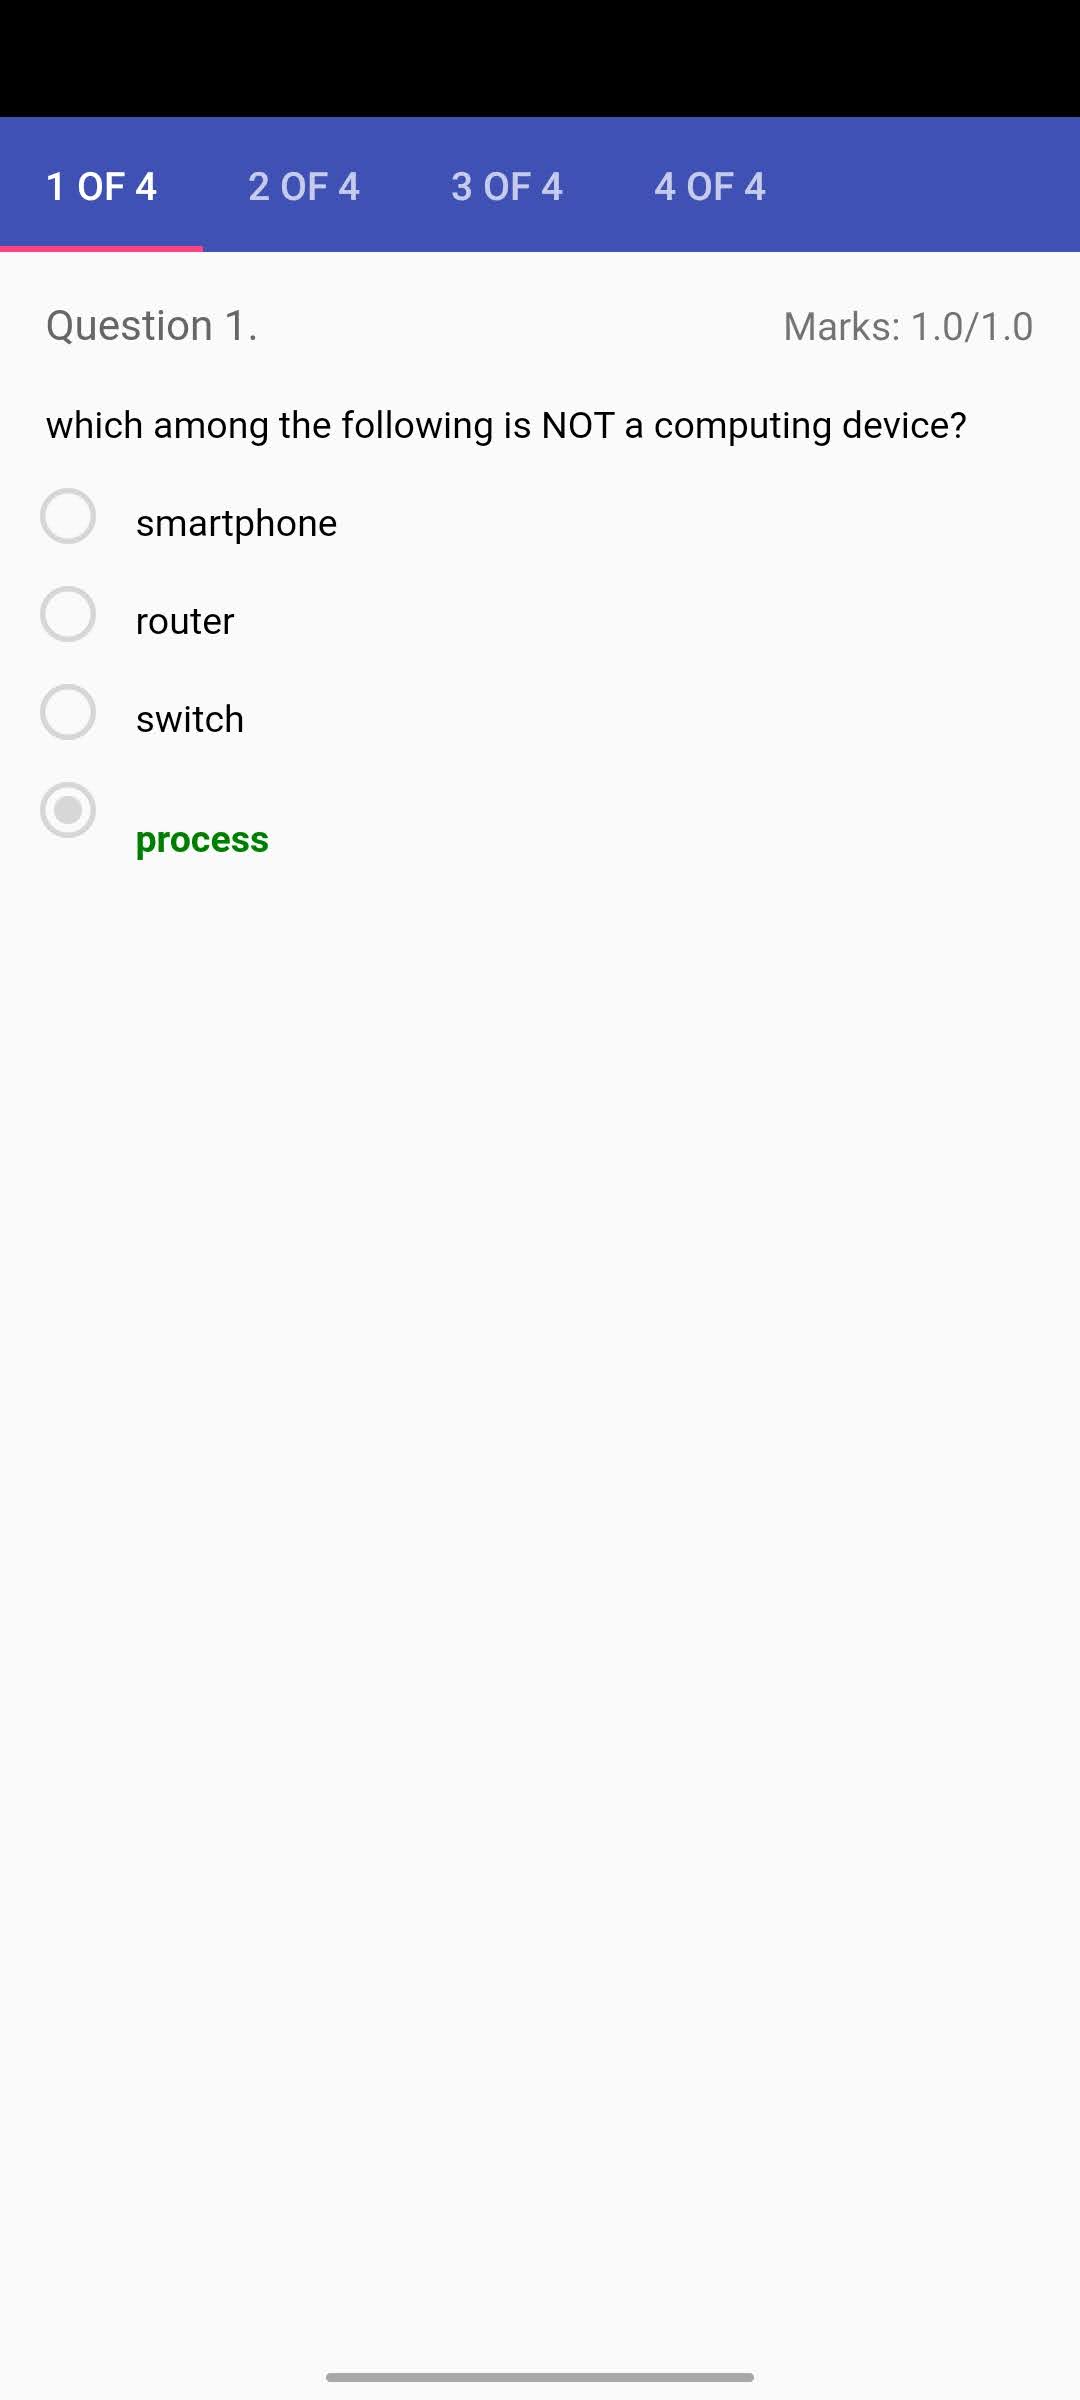 1 OF 4 2 OF 4 3 OF 4 4 OF 4
Question 1. Marks: 1.0/1.0
which among the following is NOT a computing device?
smartphone
router
switch
process